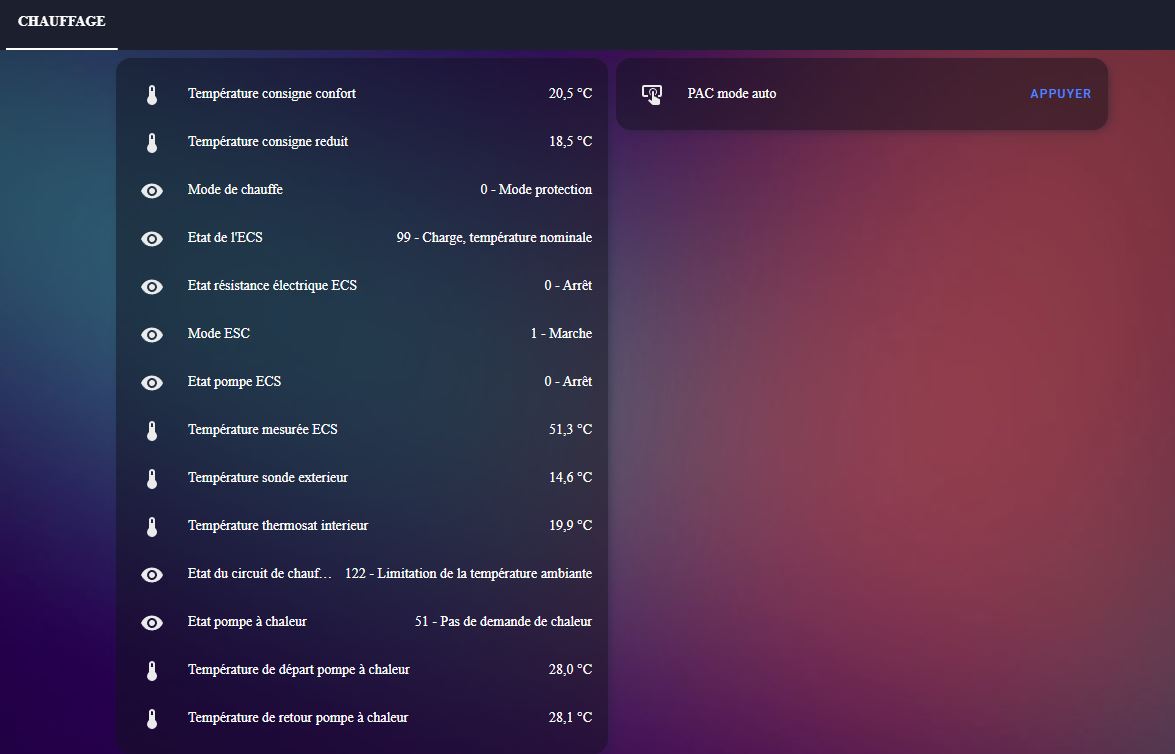 CHAUFFAGE
Température consigne confort 20,5 °C
Température consigne reduit 18,5 °C
Mode de chauffe 0 - Mode protection
Etat de l'ECS 99 - Charge, température nominale
Etat résistance électrique ECS 0 - Arrêt
Mode ESC 1 - Marche
Etat pompe ECS 0 - Arrêt
Température mesurée ECS 51,3 °C
Température sonde exterieur 14,6 °C
Température thermosat interieur 19,9 °C
Etat du circuit de chauf… 122 - Limitation de la température ambiante
Etat pompe à chaleur 51 - Pas de demande de chaleur
Température de départ pompe à chaleur 28,0 °C
Température de retour pompe à chaleur 28,1 °C
PAC mode auto APPUYER